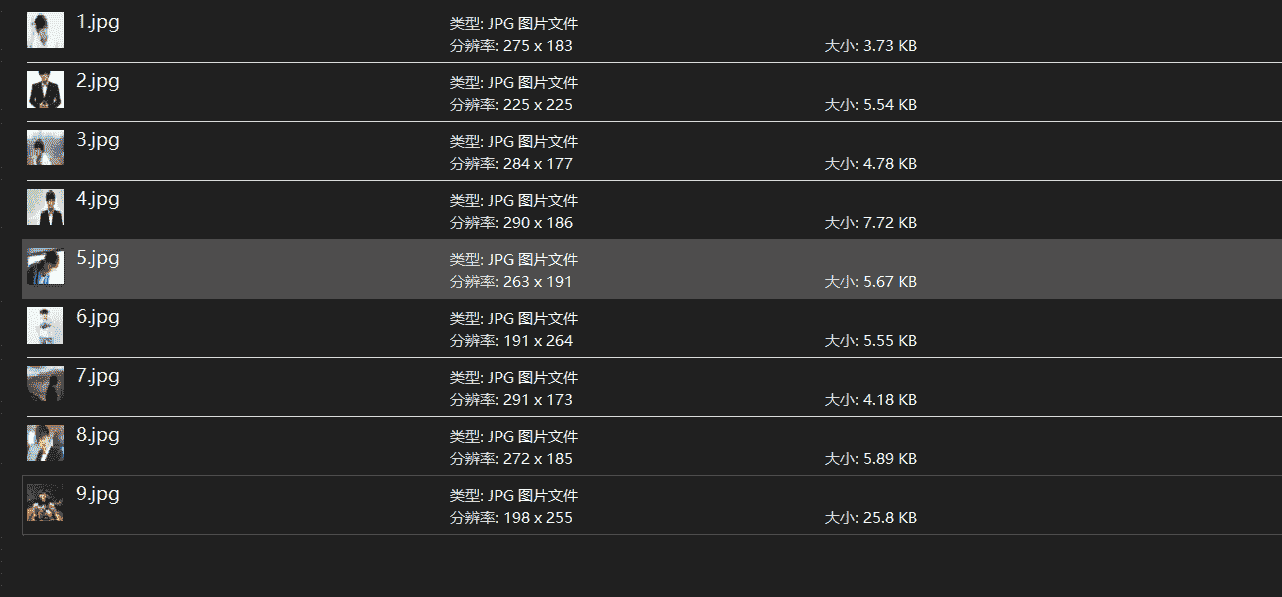 1.jpg
类型: JPG 图片文件
分辨率: 275 x 183
大小: 3.73 KB
2.jpg
类型: JPG 图片文件
分辨率: 225 x 225
大小: 5.54 KB
3.jpg
类型: JPG 图片文件
分辨率: 284 x 177
大小: 4.78 KB
4.jpg
类型: JPG 图片文件
分辨率: 290 x 186
大小: 7.72 KB
5.jpg
类型: JPG 图片文件
分辨率: 263 x 191
大小: 5.67 KB
6.jpg
类型: JPG 图片文件
分辨率: 191 x 264
大小: 5.55 KB
7.jpg
类型: JPG 图片文件
分辨率: 291 x 173
大小: 4.18 KB
8.jpg
类型: JPG 图片文件
分辨率: 272 x 185
大小: 5.89 KB
9.jpg
类型: JPG 图片文件
分辨率: 198 x 255
大小: 25.8 KB